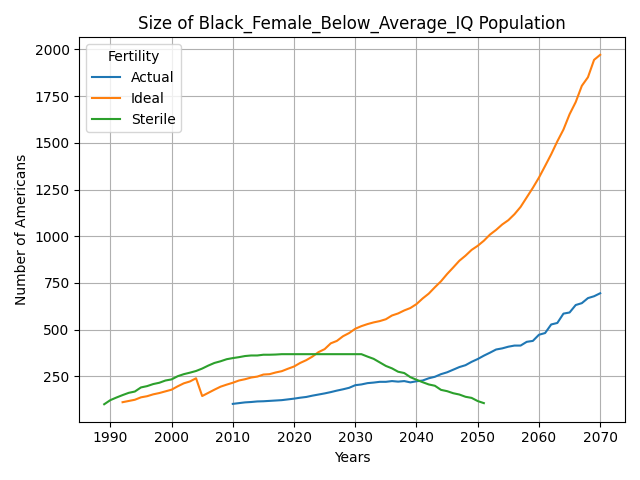 Size of Black_Female_Below_Average_IQ Population
Fertility
Actual
Ideal
Sterile
Number of Americans
2000
1750
1500
1250
1000
750
500
250
1990 2000 2010 2020 2030 2040 2050 2060 2070
Years